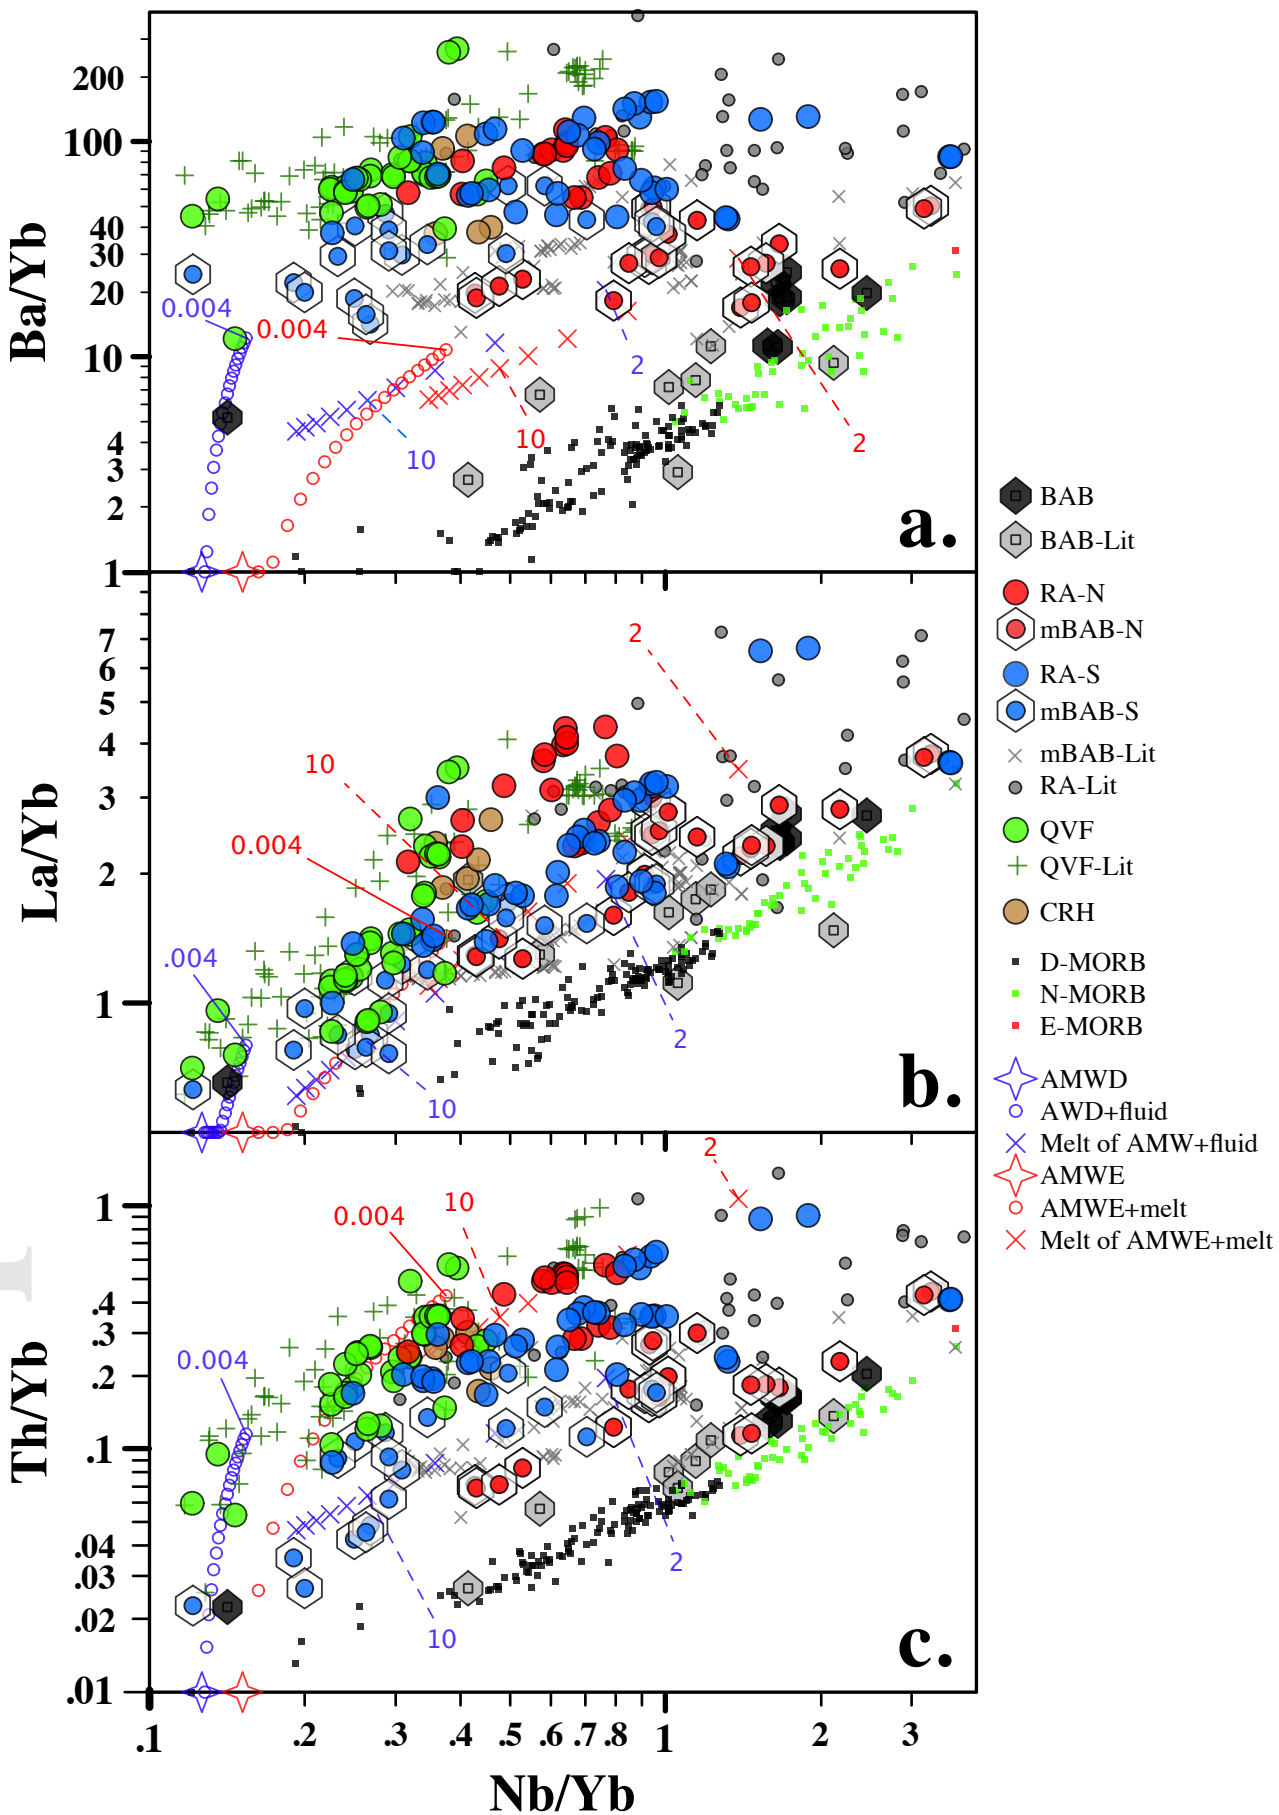 Ba/Yb
200
100
40
30
20
10
4
3
2
1
0.004
0.004
10
10
2
2
a.
La/Yb
7
6
5
4
3
2
1
2
10
0.004
.004
2
10
b.
Th/Yb
1
.4
.3
.2
.1
.04
.03
.02
.01
0.004
10
2
0.004
2
10
c.
.1
.2
.3
.4
.5
.6
.7
.8
1
2
3
Nb/Yb
BAB
BAB-Lit
RA-N
mBAB-N
RA-S
mBAB-S
mBAB-Lit
RA-Lit
QVF
QVF-Lit
CRH
D-MORB
N-MORB
E-MORB
AMWD
AWD+fluid
Melt of AMW+fluid
AMWE
AMWE+melt
Melt of AMWE+melt